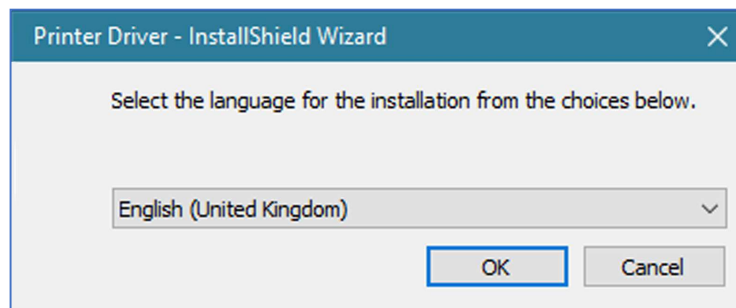 Printer Driver - InstallShield Wizard
Select the language for the installation from the choices below.
English (United Kingdom)
OK Cancel